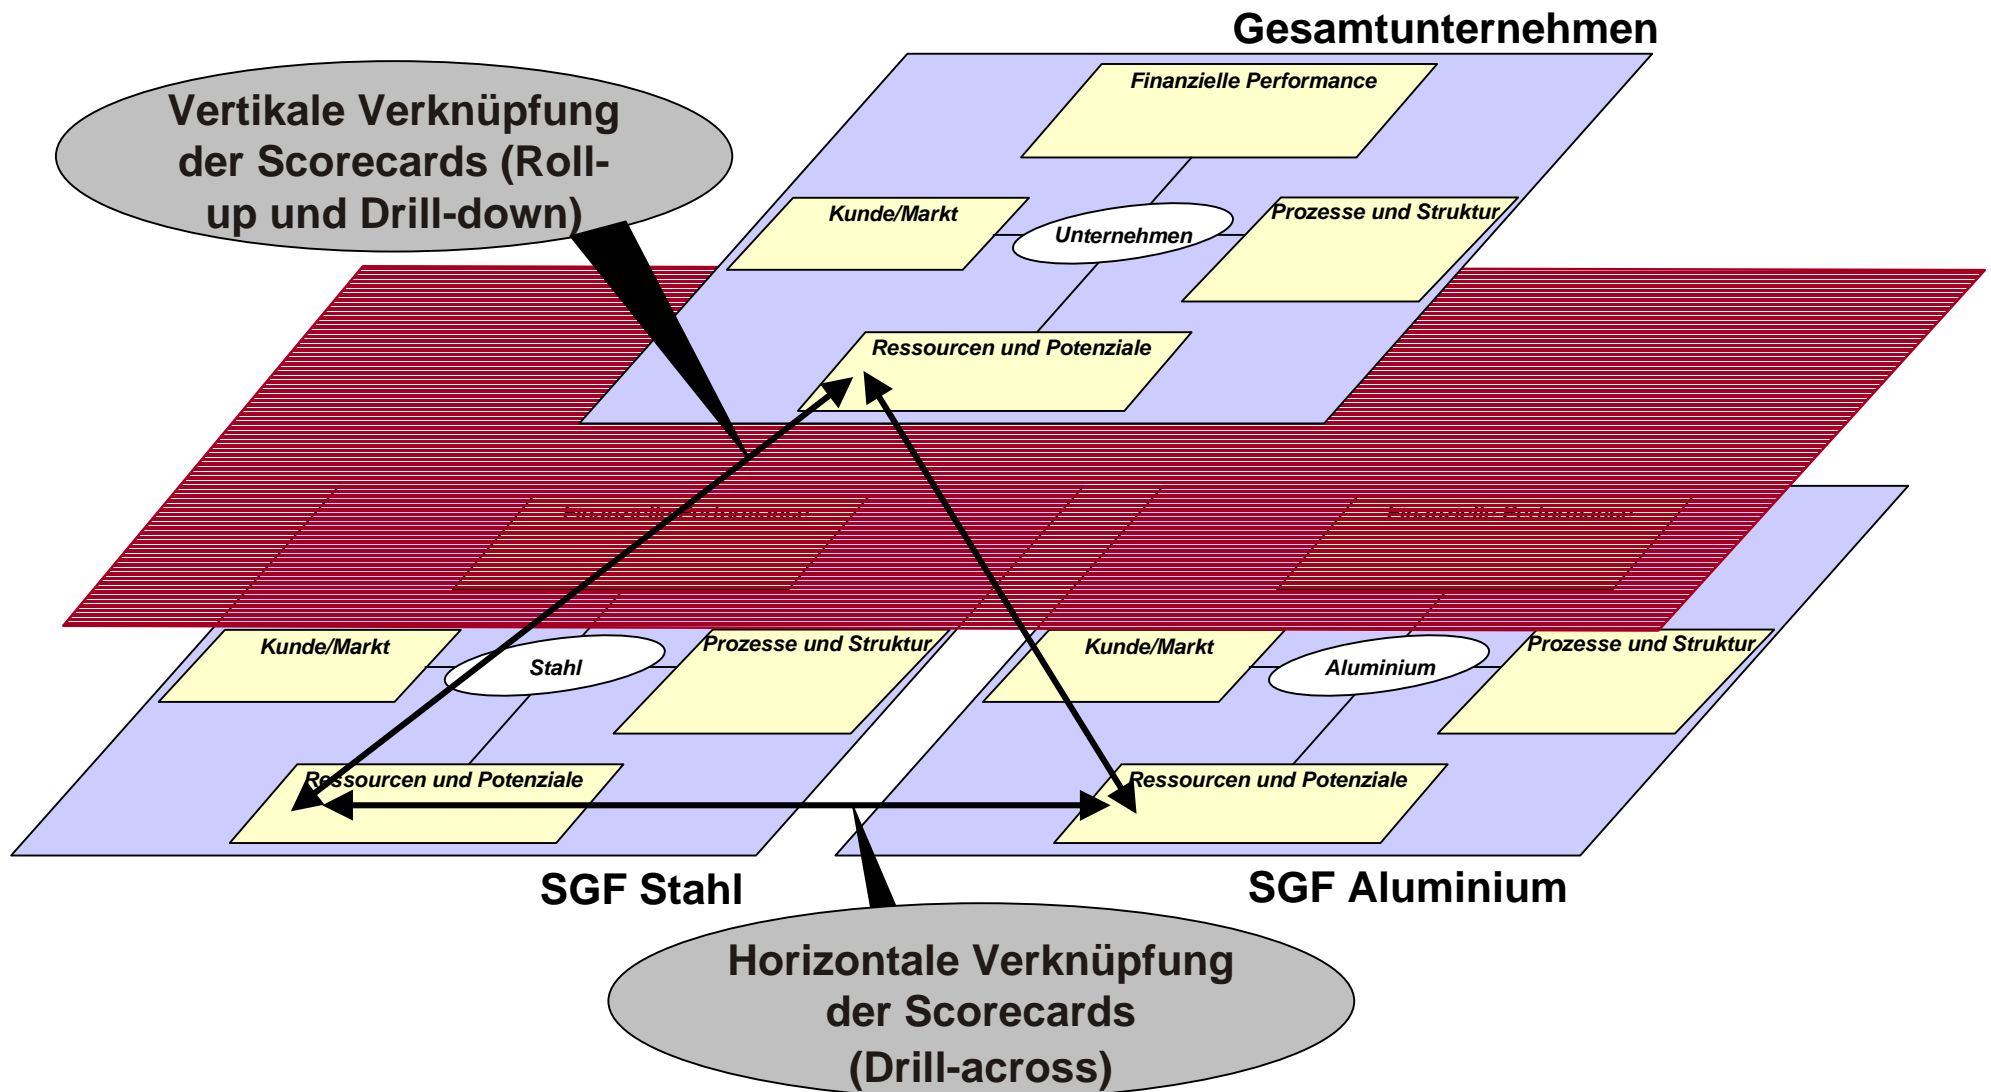 Gesamtunternehmen
Finanzielle Performance
Vertikale Verknüpfung
der Scorecards (Roll-
up und Drill-down)
Kunde/Markt
Prozesse und Struktur
Unternehmen
Ressourcen und Potenziale
Kunde/Markt
Prozesse und Struktur
Stahl
Ressourcen und Potenziale
Kunde/Markt
Prozesse und Struktur
Aluminium
Ressourcen und Potenziale
SGF Stahl
SGF Aluminium
Horizontale Verknüpfung
der Scorecards
(Drill-across)